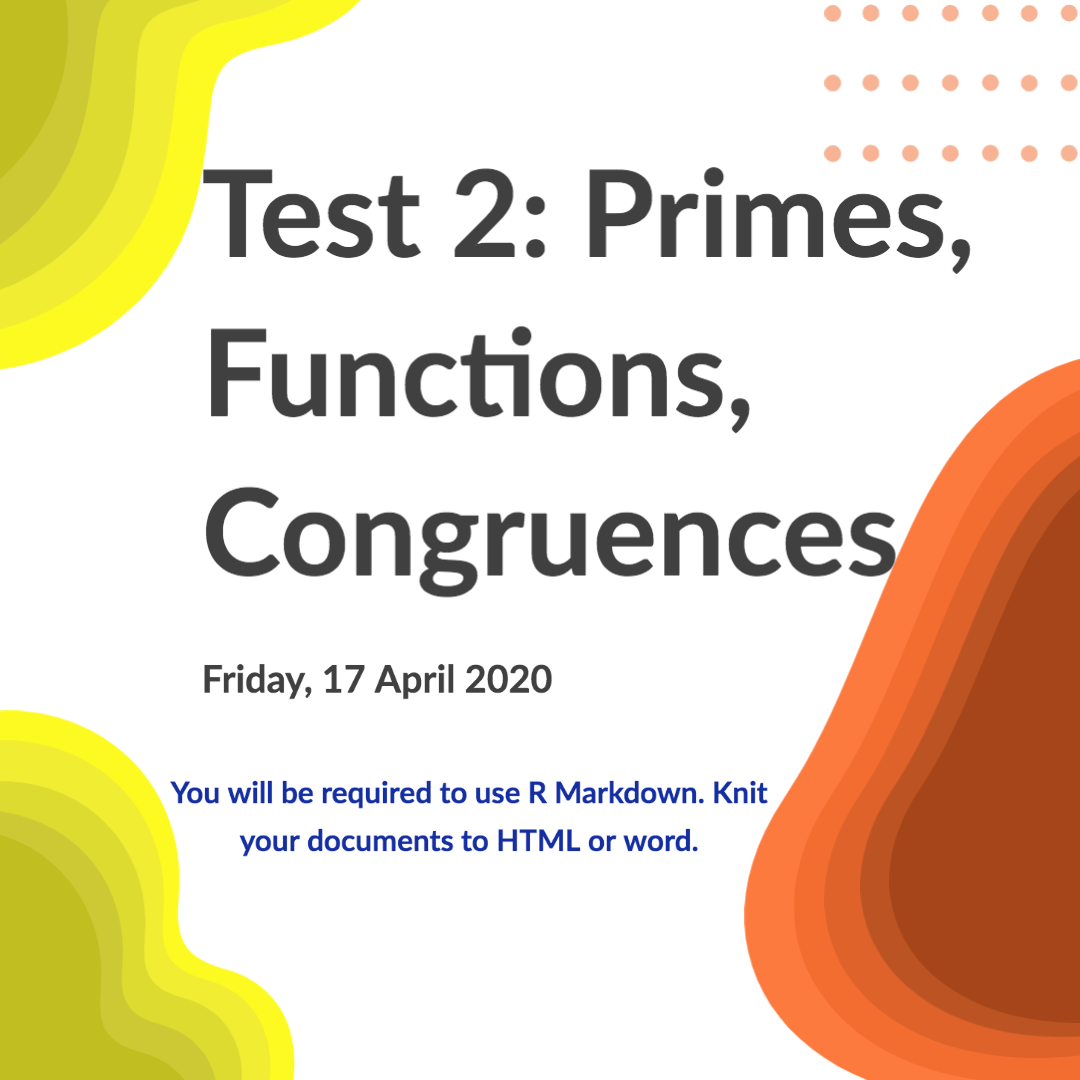 Test 2: Primes,
Functions,
Congruences
Friday, 17 April 2020
You will be required to use R Markdown. Knit
your documents to HTML or word.